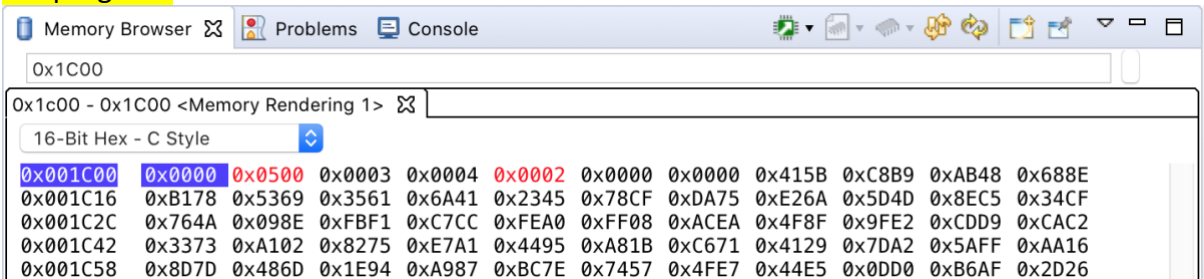 Memory Browser Problems Console
0x1C00
0x1c00 - 0x1C00 <Memory Rendering 1>
16-Bit Hex - C Style
0x001C00 0x0000 0x0500 0x0003 0x0004 0x0002 0x0000 0x0000 0x415B 0xC8B9 0xAB48 0x688E
0x001C16 0xB178 0x5369 0x3561 0x6A41 0x2345 0x78CF 0xDA75 0xE26A 0x5D4D 0x8EC5 0x34CF
0x001C2C 0x764A 0x098E 0xFBF1 0xC7CC 0xFEA0 0xFF08 0xACEA 0x4F8F 0x9FE2 0xCDD9 0xCAC2
0x001C42 0x3373 0xA102 0x8275 0xE7A1 0x4495 0xA81B 0xC671 0x4129 0x7DA2 0x5AFF 0xAA16
0x001C58 0x8D7D 0x486D 0x1E94 0xA987 0xBC7E 0x7457 0x4FE7 0x44E5 0x0DD0 0xB6AF 0x2D26